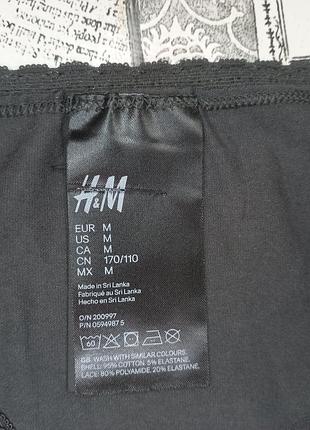 H&M
EUR M
US M
CA M
CN 170/110
MX M
Made in Sri Lanka
Fabriqué au Sri Lanka
Hecho en Sri Lanka
O/N 200997
P/N 0594987 5
60
GB: WASH WITH SIMILAR COLOURS.
SHELL: 95% COTTON. 5% ELASTANE.
LACE: 80% POLYAMIDE. 20% ELASTANE.